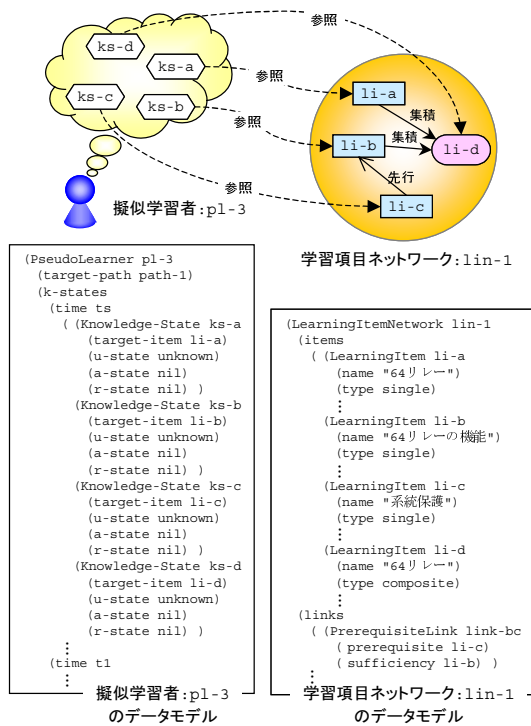 ks-d
ks-a
ks-c
ks-b
参照
参照
参照
参照
li-a
集積
li-b
集積
li-d
先行
li-c
擬似学習者:pl-3
学習項目ネットワーク:lin-1
(PseudoLearner pl-3
(target-path path-1)
(k-states
(time ts
( (Knowledge-State ks-a
(target-item li-a)
(u-state unknown)
(a-state nil)
(r-state nil) )
(Knowledge-State ks-b
(target-item li-b)
(u-state unknown)
(a-state nil)
(r-state nil) )
(Knowledge-State ks-c
(target-item li-c)
(u-state unknown)
(a-state nil)
(r-state nil) )
(Knowledge-State ks-d
(target-item li-d)
(u-state unknown)
(a-state nil)
(r-state nil) )
⋮
(time t1
⋮
擬似学習者:pl-3
のデータモデル
(LearningItemNetwork lin-1
(items
( (LearningItem li-a
(name "64リレー")
(type single)
⋮
(LearningItem li-b
(name "64リレーの機能")
(type single)
⋮
(LearningItem li-c
(name "系統保護")
(type single)
⋮
(LearningItem li-d
(name "64リレー")
(type composite)
⋮
(links
( (PrerequisiteLink link-bc
( prerequisite li-c)
( sufficiency li-b) )
⋮
学習項目ネットワーク:lin-1
のデータモデル